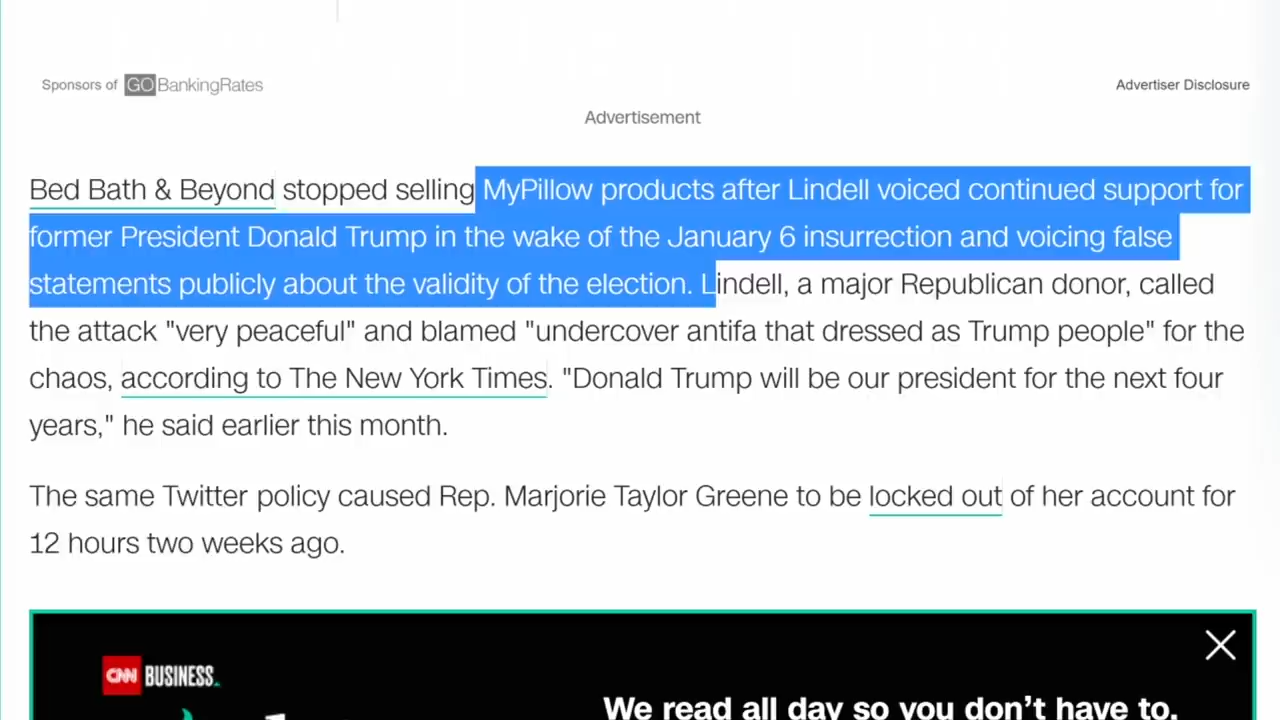 Sponsors of GOBankingRates
Advertiser Disclosure
Advertisement
Bed Bath & Beyond stopped selling MyPillow products after Lindell voiced continued support for
former President Donald Trump in the wake of the January 6 insurrection and voicing false
statements publicly about the validity of the election. Lindell, a major Republican donor, called
the attack "very peaceful" and blamed "undercover antifa that dressed as Trump people" for the
chaos, according to The New York Times. "Donald Trump will be our president for the next four
years," he said earlier this month.
The same Twitter policy caused Rep. Marjorie Taylor Greene to be locked out of her account for
12 hours two weeks ago.
CNN BUSINESS
We read all day so you don't have to.